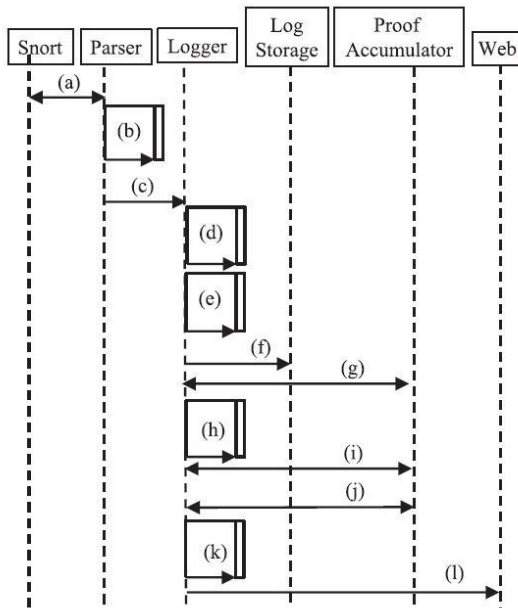 Snort
Parser
Logger
Log
Storage
Proof
Accumulator
Web
(a)
(b)
(c)
(d)
(e)
(f)
(g)
(h)
(i)
(j)
(k)
(l)